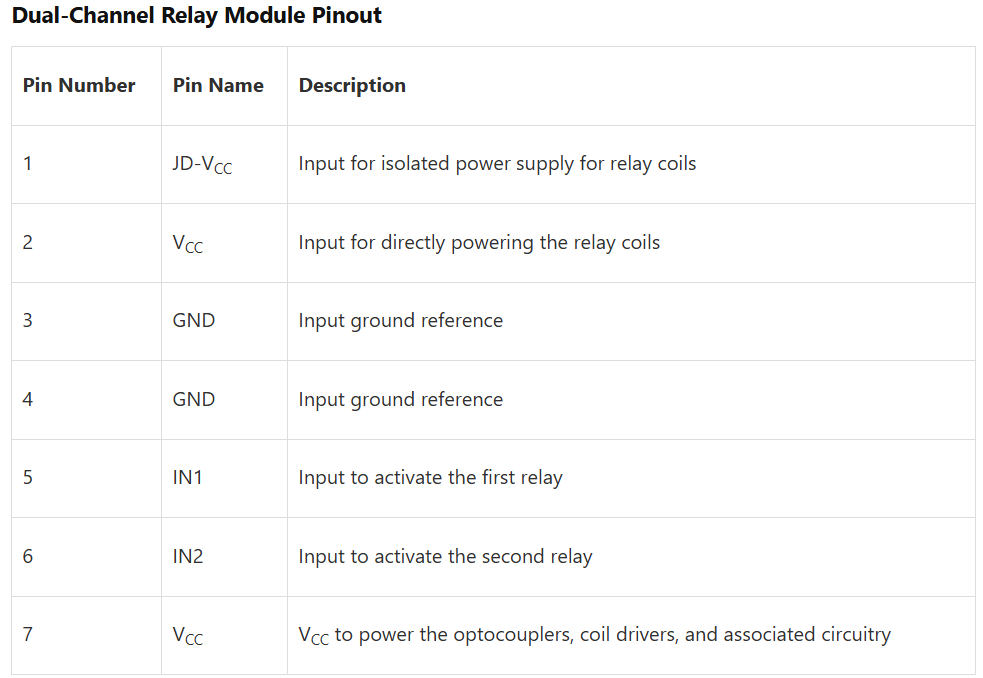 Dual-Channel Relay Module Pinout
Pin Number Pin Name Description
1 JD-VCC Input for isolated power supply for relay coils
2 VCC Input for directly powering the relay coils
3 GND Input ground reference
4 GND Input ground reference
5 IN1 Input to activate the first relay
6 IN2 Input to activate the second relay
7 VCC VCC to power the optocouplers, coil drivers, and associated circuitry